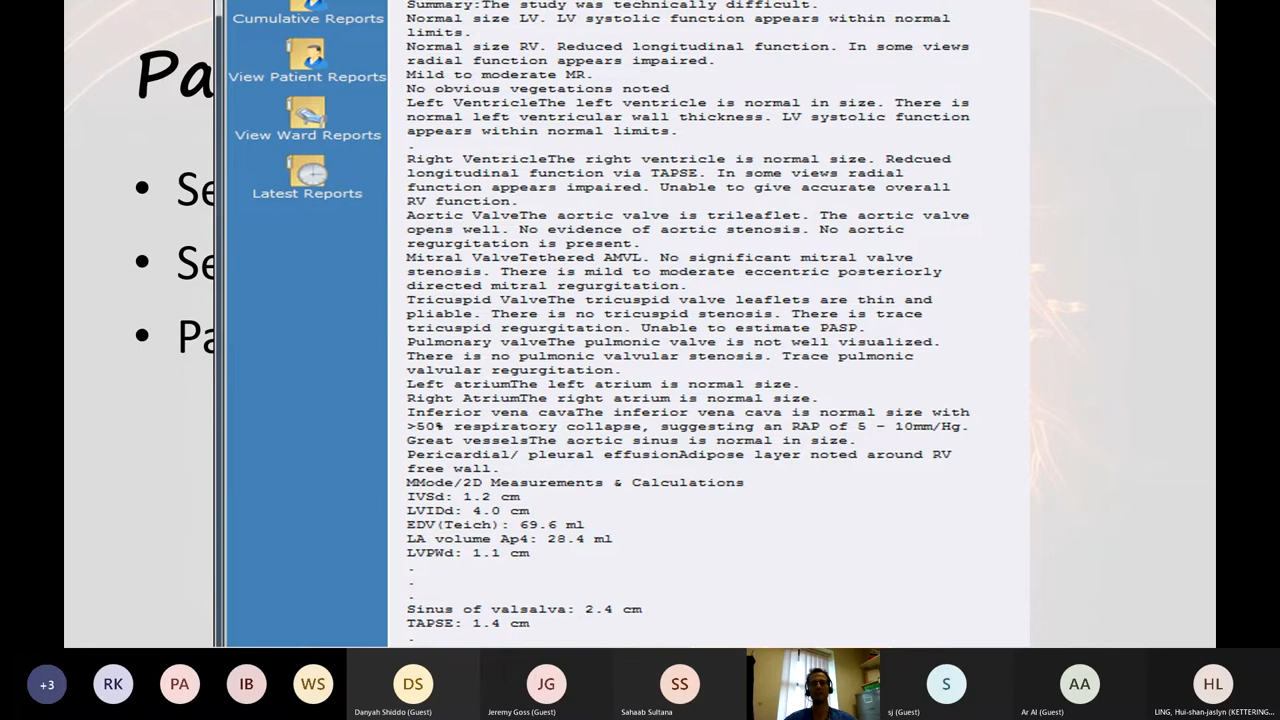 Pa
• Se
• Se
• Pa
Cumulative Reports
View Patient Reports
View Ward Reports
Latest Reports
Summary:The study was technically difficult.
Normal size LV. LV systolic function appears within normal
limits.
Normal size RV. Reduced longitudinal function. In some views
radial function appears impaired.
Mild to moderate MR.
No obvious vegetations noted
Left VentricleThe left ventricle is normal in size. There is
normal left ventricular wall thickness. LV systolic function
appears within normal limits.
.
Right VentricleThe right ventricle is normal size. Redcued
longitudinal function via TAPSE. In some views radial
function appears impaired. Unable to give accurate overall
RV function.
Aortic ValveThe aortic valve is trileaflet. The aortic valve
opens well. No evidence of aortic stenosis. No aortic
regurgitation is present.
Mitral ValveTethered AMVL. No significant mitral valve
stenosis. There is mild to moderate eccentric posteriorly
directed mitral regurgitation.
Tricuspid ValveThe tricuspid valve leaflets are thin and
pliable. There is no tricuspid stenosis. There is trace
tricuspid regurgitation. Unable to estimate PASP.
Pulmonary valveThe pulmonic valve is not well visualized.
There is no pulmonic valvular stenosis. Trace pulmonic
valvular regurgitation.
Left atriumThe left atrium is normal size.
Right AtriumThe right atrium is normal size.
Inferior vena cavaThe inferior vena cava is normal size with
>50% respiratory collapse, suggesting an RAP of 5 - 10mm/Hg.
Great vesselsThe aortic sinus is normal in size.
Pericardial/ pleural effusionAdipose layer noted around RV
free wall.
MMode/2D Measurements & Calculations
IVSd: 1.2 cm
LVIDd: 4.0 cm
EDV(Teich): 69.6 ml
LA volume Ap4: 28.4 ml
LVPWd: 1.1 cm
.
.
.
Sinus of valsalva: 2.4 cm
TAPSE: 1.4 cm
.
+3
RK
PA
IB
WS
DS
Danyah Shiddo (Guest)
JG
Jeremy Goss (Guest)
SS
Sahaab Sultana
S
sj (Guest)
AA
Ar Al (Guest)
HL
LING, Hui-shan-jaslyn (KETTERING...